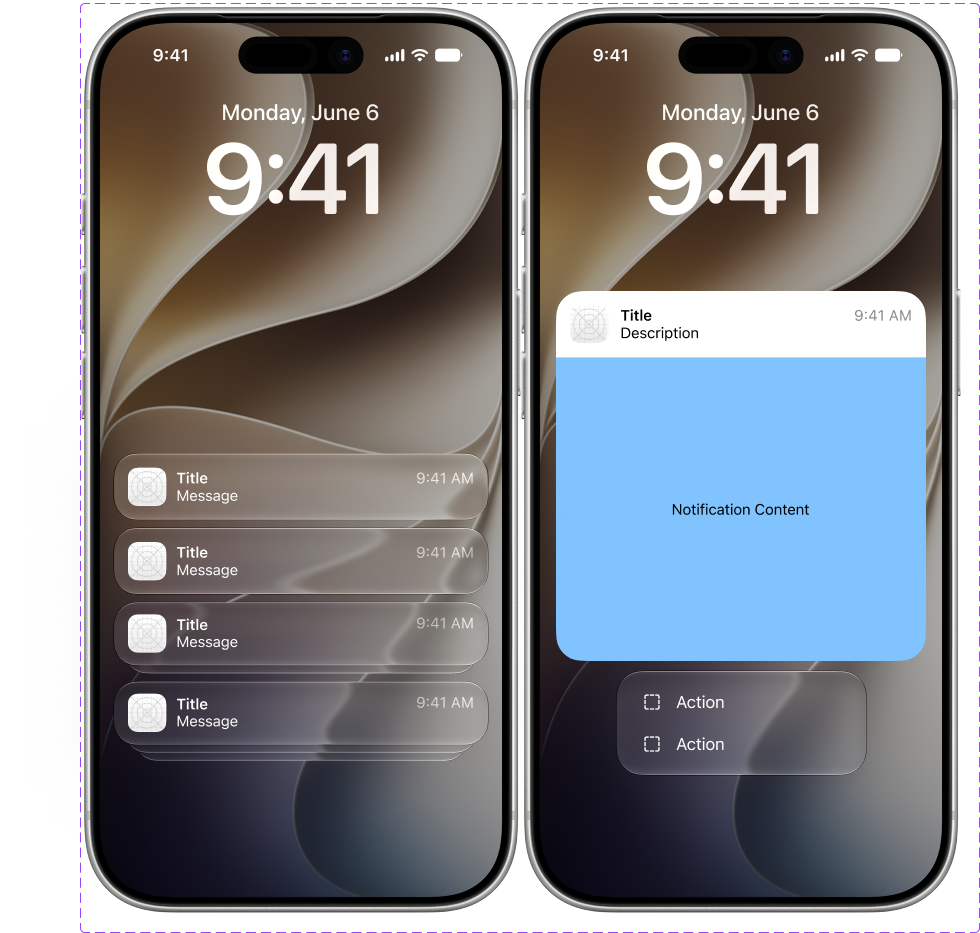 9:41
Monday, June 6
9:41
Title
9:41 AM
Message
Title
9:41 AM
Message
Title
9:41 AM
Message
Title
9:41 AM
Message
9:41
Monday, June 6
9:41
Title
9:41 AM
Description
Notification Content
Action
Action